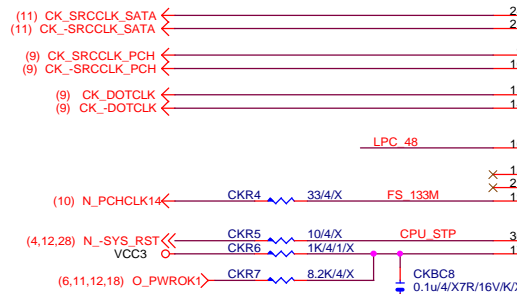 (11) CK_SRCCLK_SATA 2
(11) CK_-SRCCLK_SATA 2
(9) CK_SRCCLK_PCH
(9) CK_-SRCCLK_PCH 1
(9) CK_DOTCLK 1
(9) CK_-DOTCLK 1
LPC_48 1
1
2
(10) N_PCHCLK14 CKR4 33/4/X FS_133M 1
(4,12,28) N_-SYS_RST CKR5 10/4/X CPU_STP 3
VCC3 CKR6 1K/4/1/X 1
(6,11,12,18) O_PWROK1 CKR7 8.2K/4/X
CKBC8
0.1u/4/X7R/16V/K/X